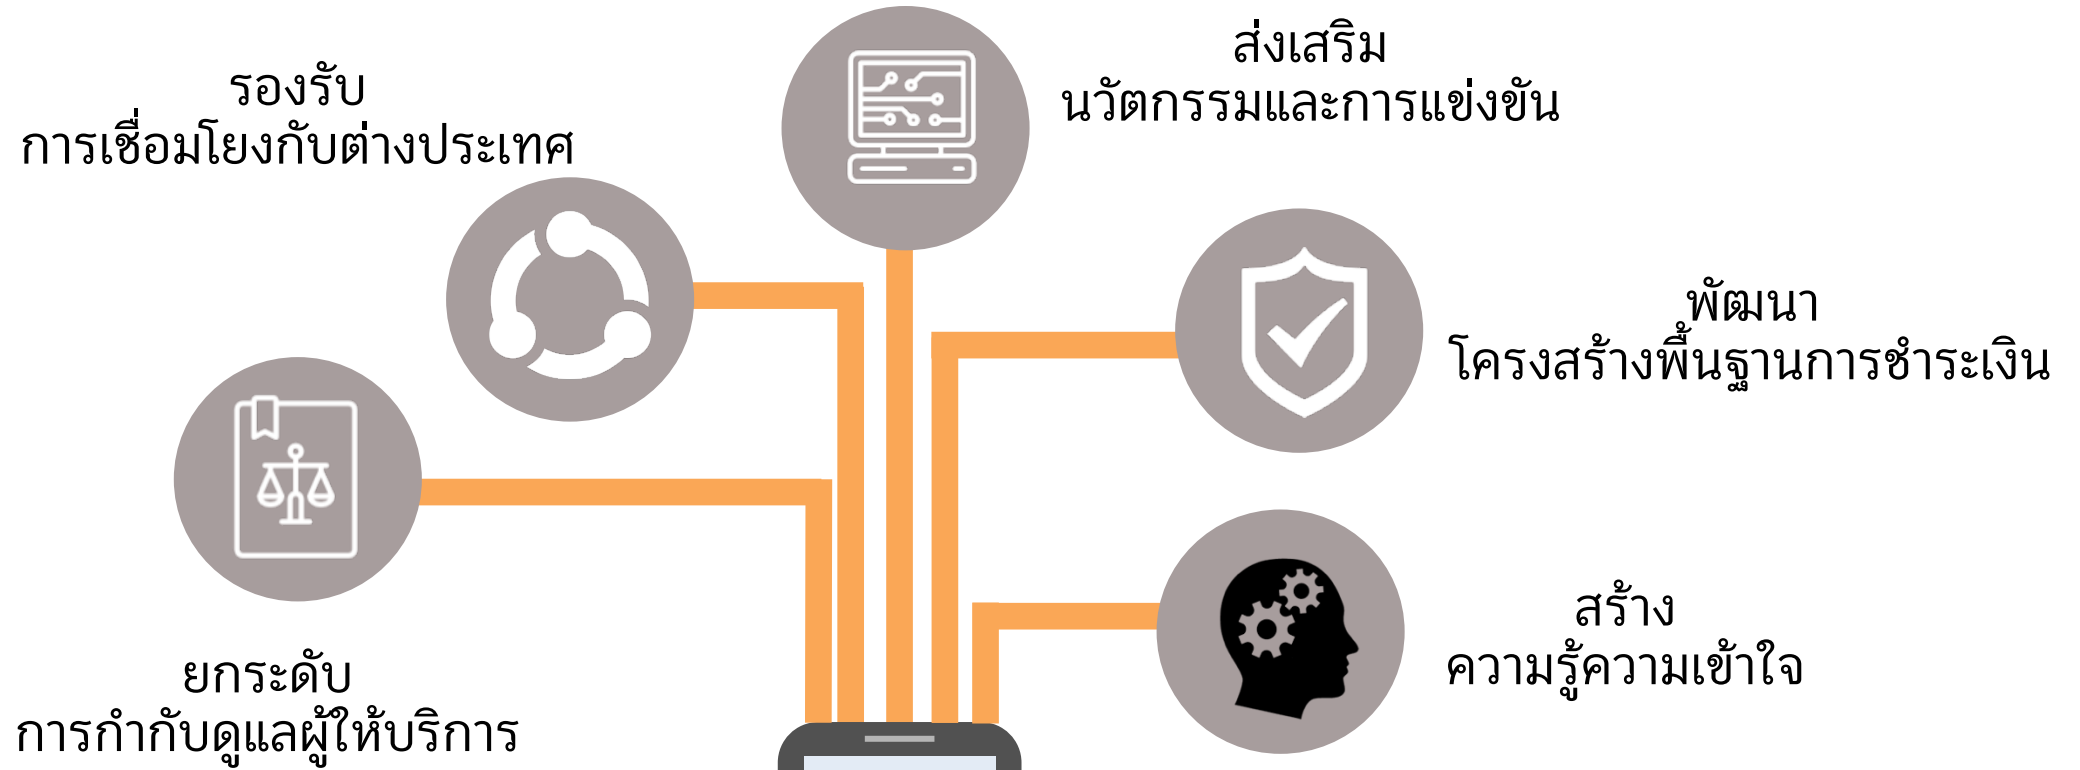 รองรับ
การเชื่อมโยงกับต่างประเทศ
ส่งเสริม
นวัตกรรมและการแข่งขัน
พัฒนา
โครงสร้างพื้นฐานการชำระเงิน
สร้าง
ความรู้ความเข้าใจ
ยกระดับ
การกำกับดูแลผู้ให้บริการ